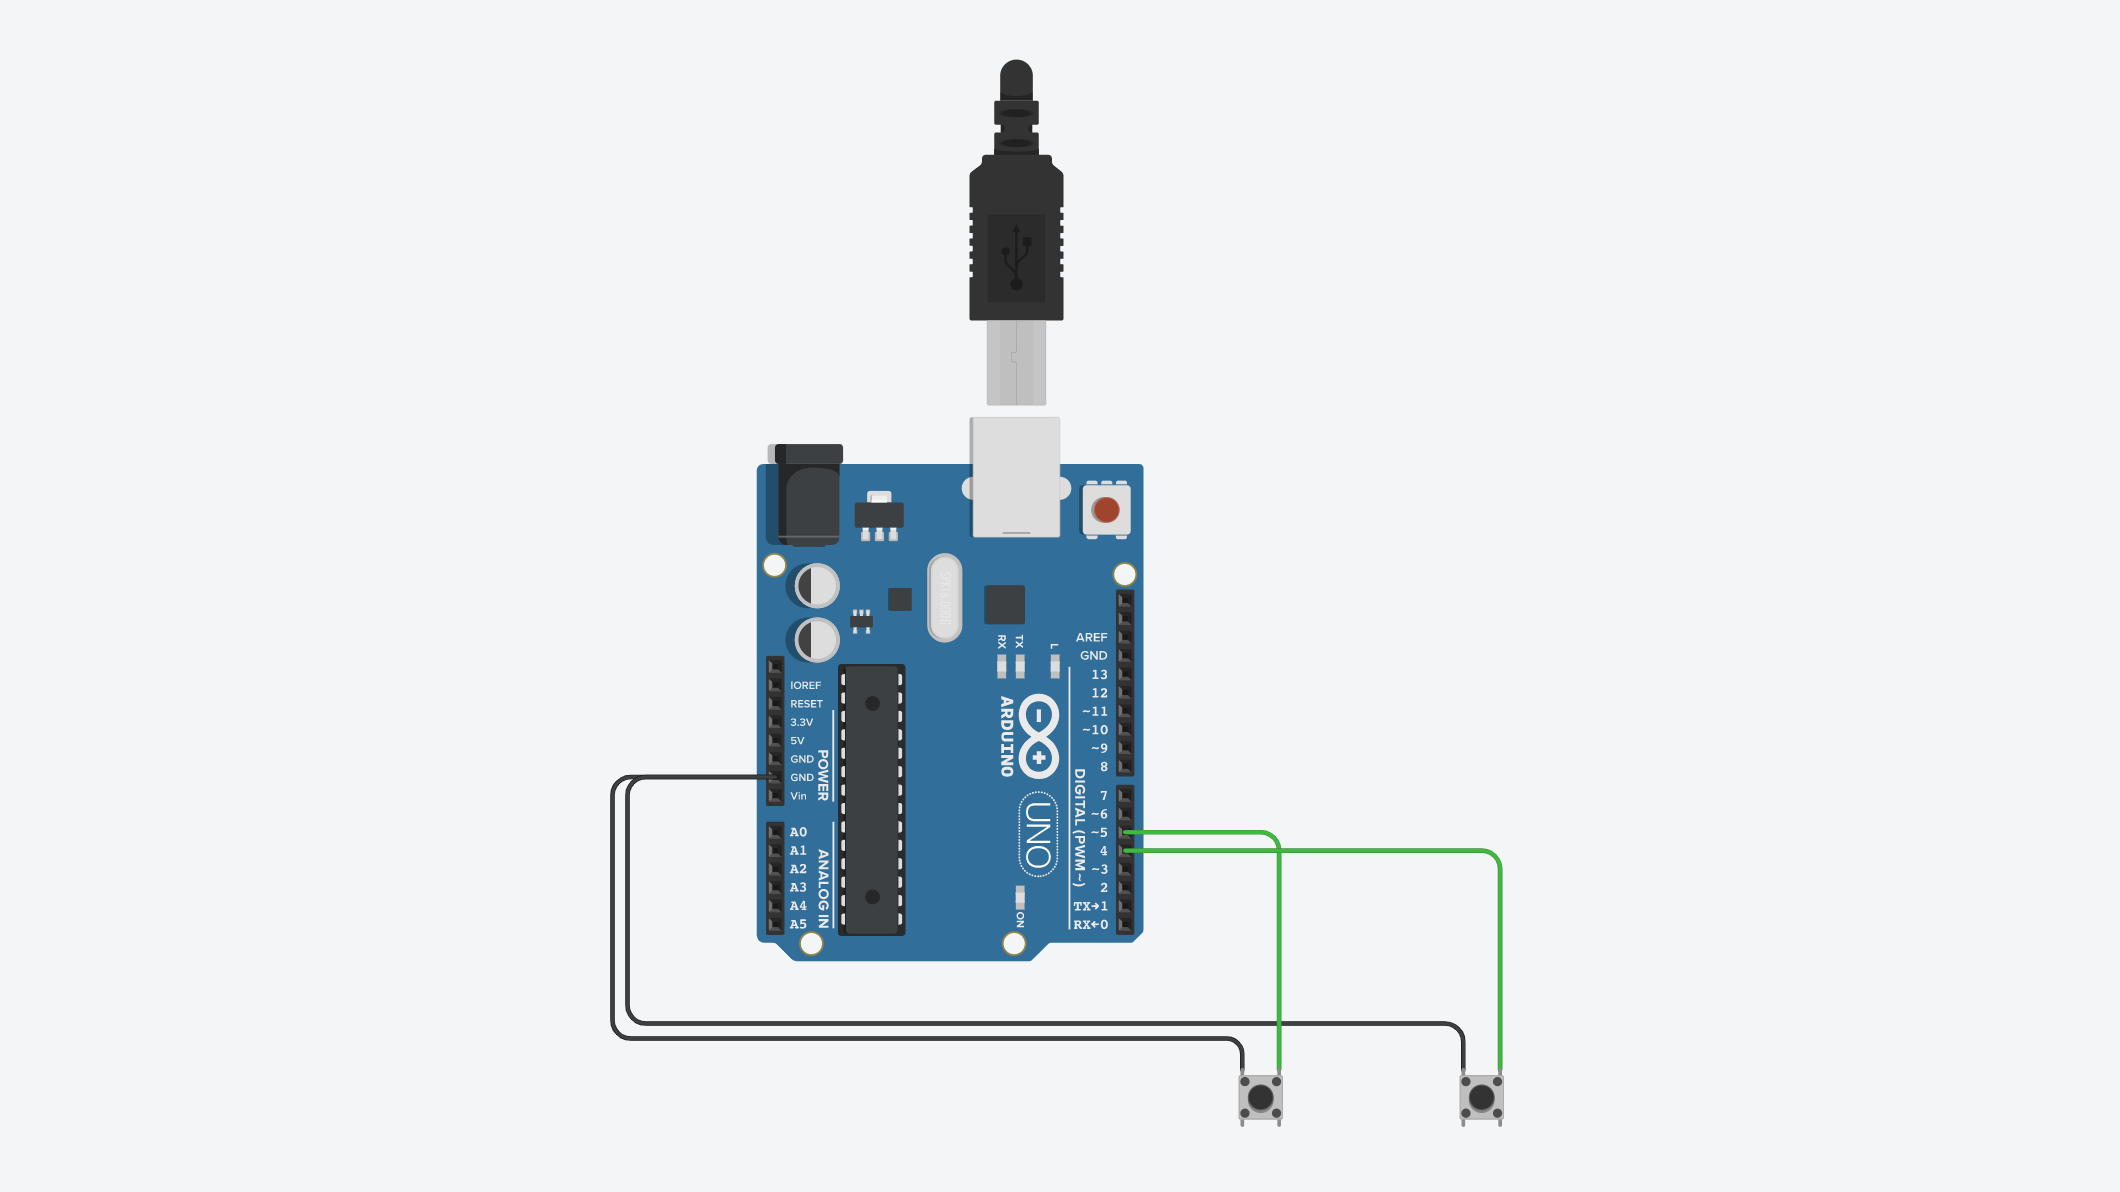 SPK16.000G
RX
TX
L
AREF
GND
13
12
~11
~10
~9
8
7
~6
~5
4
~3
2
TX→1
RX←0
DIGITAL (PWM~)
ARDUINO
UNO
ON
IOREF
RESET
3.3V
5V
GND
GND
Vin
POWER
A0
A1
A2
A3
A4
A5
ANALOG IN